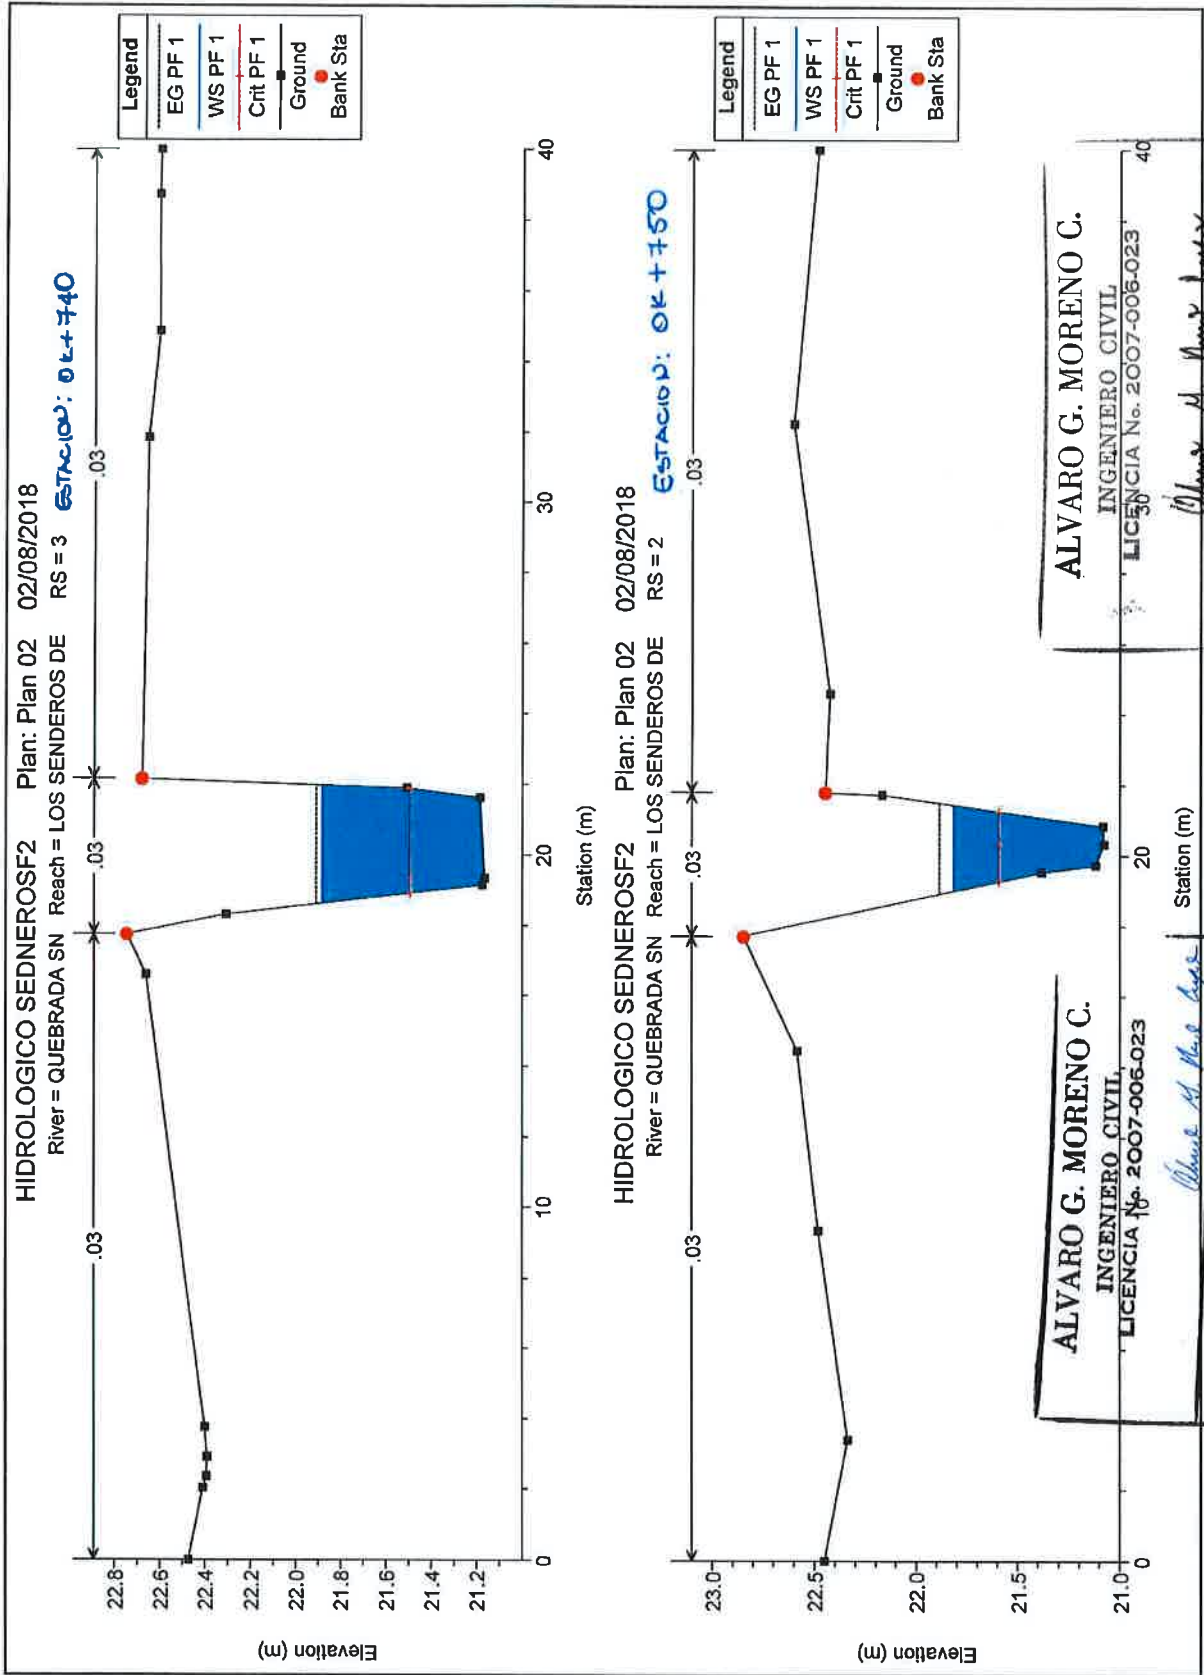 HIDROLOGICO SEDNEROSF2 Plan: Plan 02 02/08/2018
River = QUEBRADA SN Reach = LOS SENDEROS DE RS = 3
ESTACION: 0K+740
.03
.03
.03
Legend
EG PF 1
WS PF 1
Crit PF 1
Ground
Bank Sta
22.8
22.6
22.4
22.2
22.0
21.8
21.6
21.4
21.2
Elevation (m)
0
10
20
30
40
Station (m)
HIDROLOGICO SEDNEROSF2 Plan: Plan 02 02/08/2018
River = QUEBRADA SN Reach = LOS SENDEROS DE RS = 2
ESTACION: 0K+750
.03
.03
.03
Legend
EG PF 1
WS PF 1
Crit PF 1
Ground
Bank Sta
23.0
22.5
22.0
21.5
21.0
Elevation (m)
0
10
20
30
40
Station (m)
ALVARO G. MORENO C.
INGENIERO CIVIL
LICENCIA No. 2007-006-023
ALVARO G. MORENO C.
INGENIERO CIVIL
LICENCIA No. 2007-006-023